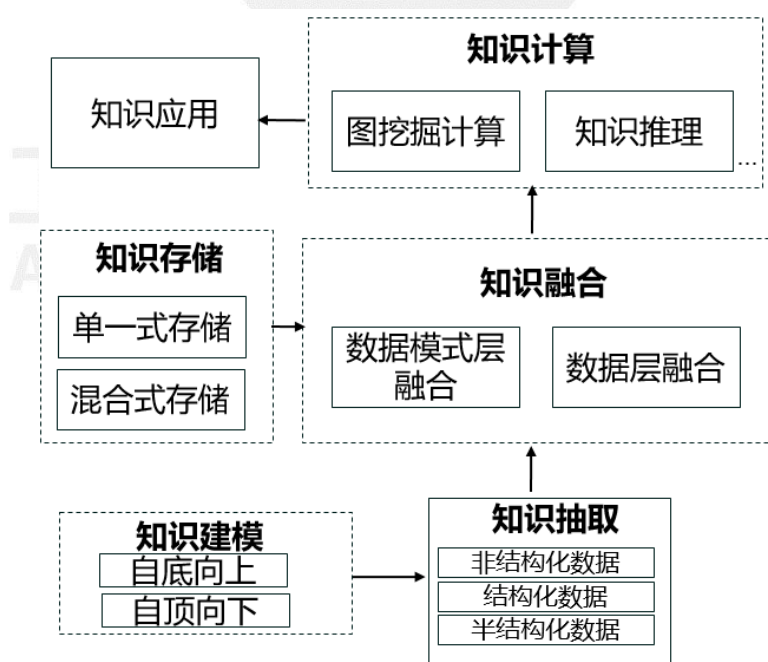 知识计算
知识应用
图挖掘计算
知识推理
...
知识存储
单一式存储
混合式存储
知识融合
数据模式层
融合
数据层融合
知识建模
自底向上
自顶向下
知识抽取
非结构化数据
结构化数据
半结构化数据